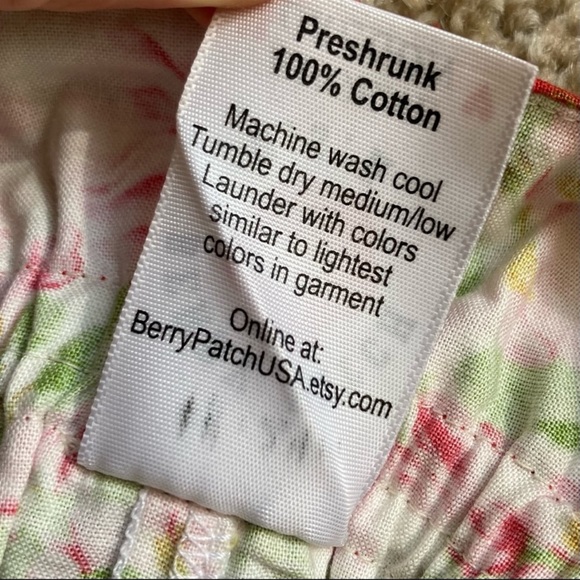 Preshrunk
100% Cotton
Machine wash cool
Tumble dry medium/low
Launder with colors
similar to lightest
colors in garment
Online at:
BerryPatchUSA.etsy.com